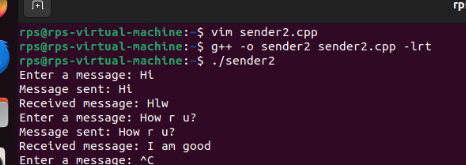 rps
rps@rps-virtual-machine:~$ vim sender2.cpp
rps@rps-virtual-machine:~$ g++ -o sender2 sender2.cpp -lrt
rps@rps-virtual-machine:~$ ./sender2
Enter a message: Hi
Message sent: Hi
Received message: Hlw
Enter a message: How r u?
Message sent: How r u?
Received message: I am good
Enter a message: ^C